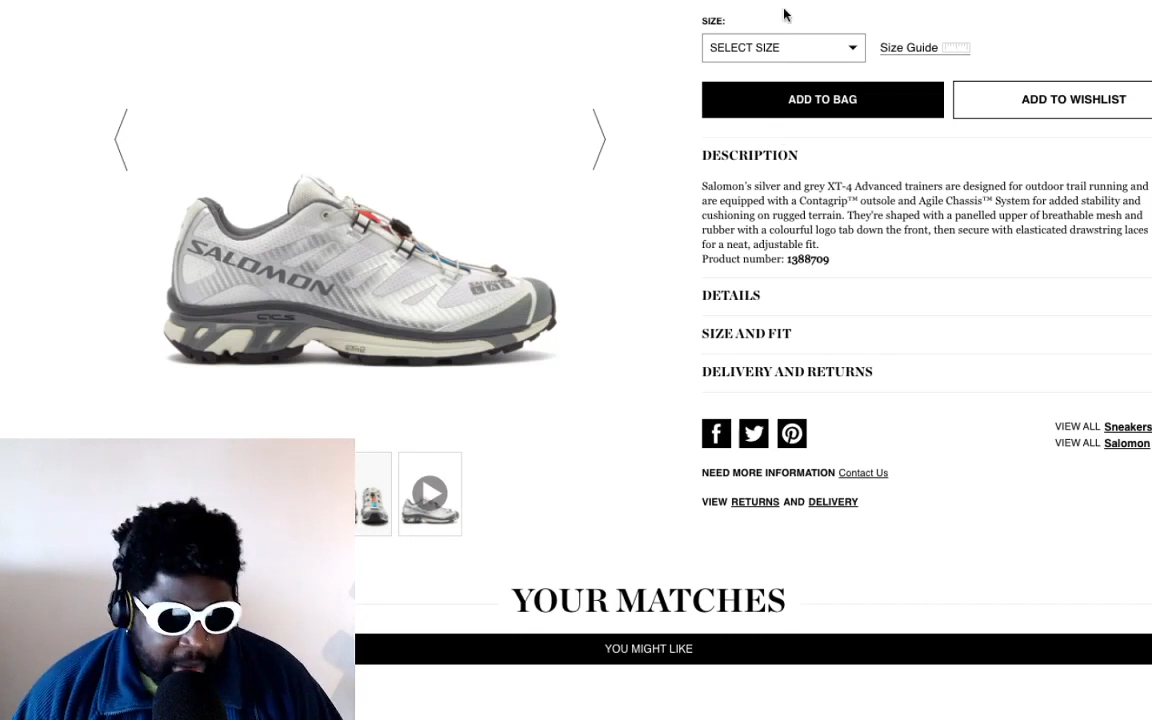 SIZE:
SELECT SIZE
Size Guide
ADD TO BAG
ADD TO WISHLIST
DESCRIPTION
Salomon's silver and grey XT-4 Advanced trainers are designed for outdoor trail running and
are equipped with a Contagrip™ outsole and Agile Chassis™ System for added stability and
cushioning on rugged terrain. They're shaped with a panelled upper of breathable mesh and
rubber with a colourful logo tab down the front, then secure with elasticated drawstring laces
for a neat, adjustable fit.
Product number: 1388709
DETAILS
SIZE AND FIT
DELIVERY AND RETURNS
VIEW ALL Sneakers
VIEW ALL Salomon
NEED MORE INFORMATION Contact Us
VIEW RETURNS AND DELIVERY
SALOMON
ACS
YOUR MATCHES
YOU MIGHT LIKE